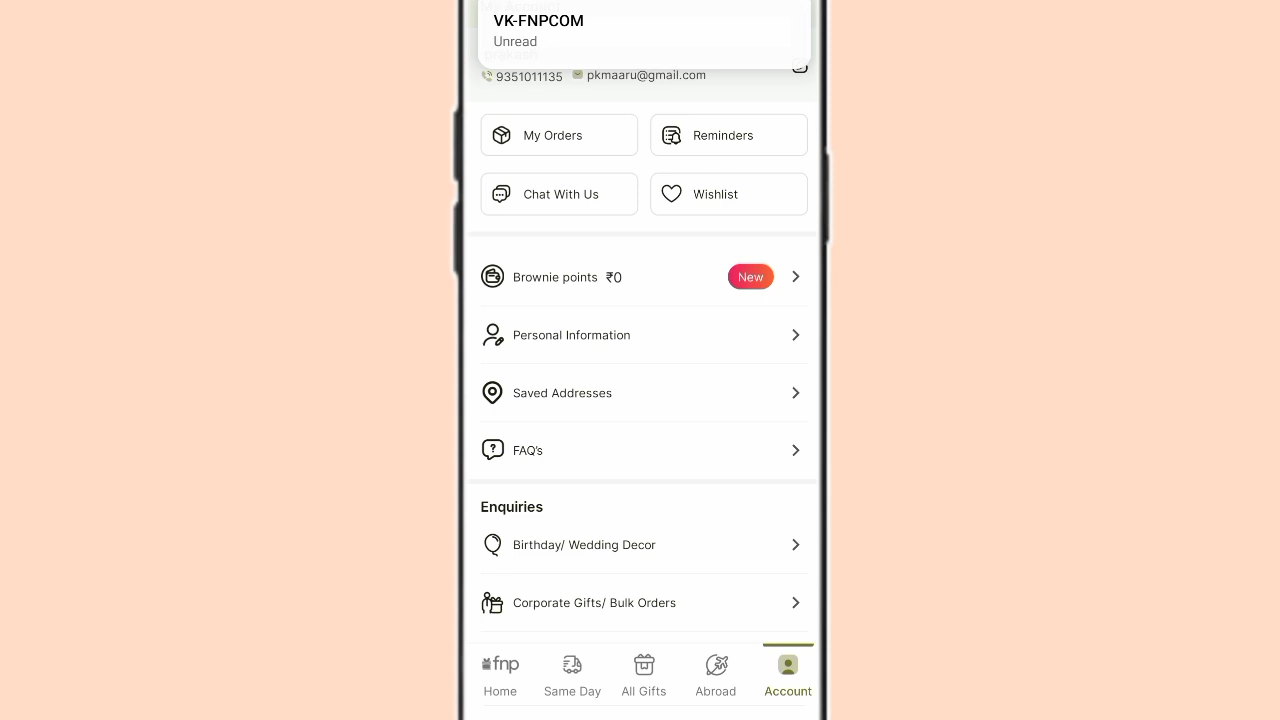 VK-FNPCOM
Unread
9351011135 pkmaaru@gmail.com
My Orders Reminders
Chat With Us Wishlist
Brownie points ₹0 New
Personal Information
Saved Addresses
FAQ's
Enquiries
Birthday/ Wedding Decor
Corporate Gifts/ Bulk Orders
fnp
Home Same Day All Gifts Abroad Account